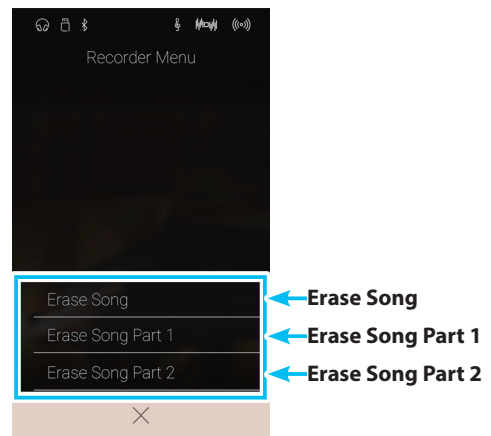 Recorder Menu
Erase Song
Erase Song
Erase Song Part 1
Erase Song Part 1
Erase Song Part 2
Erase Song Part 2